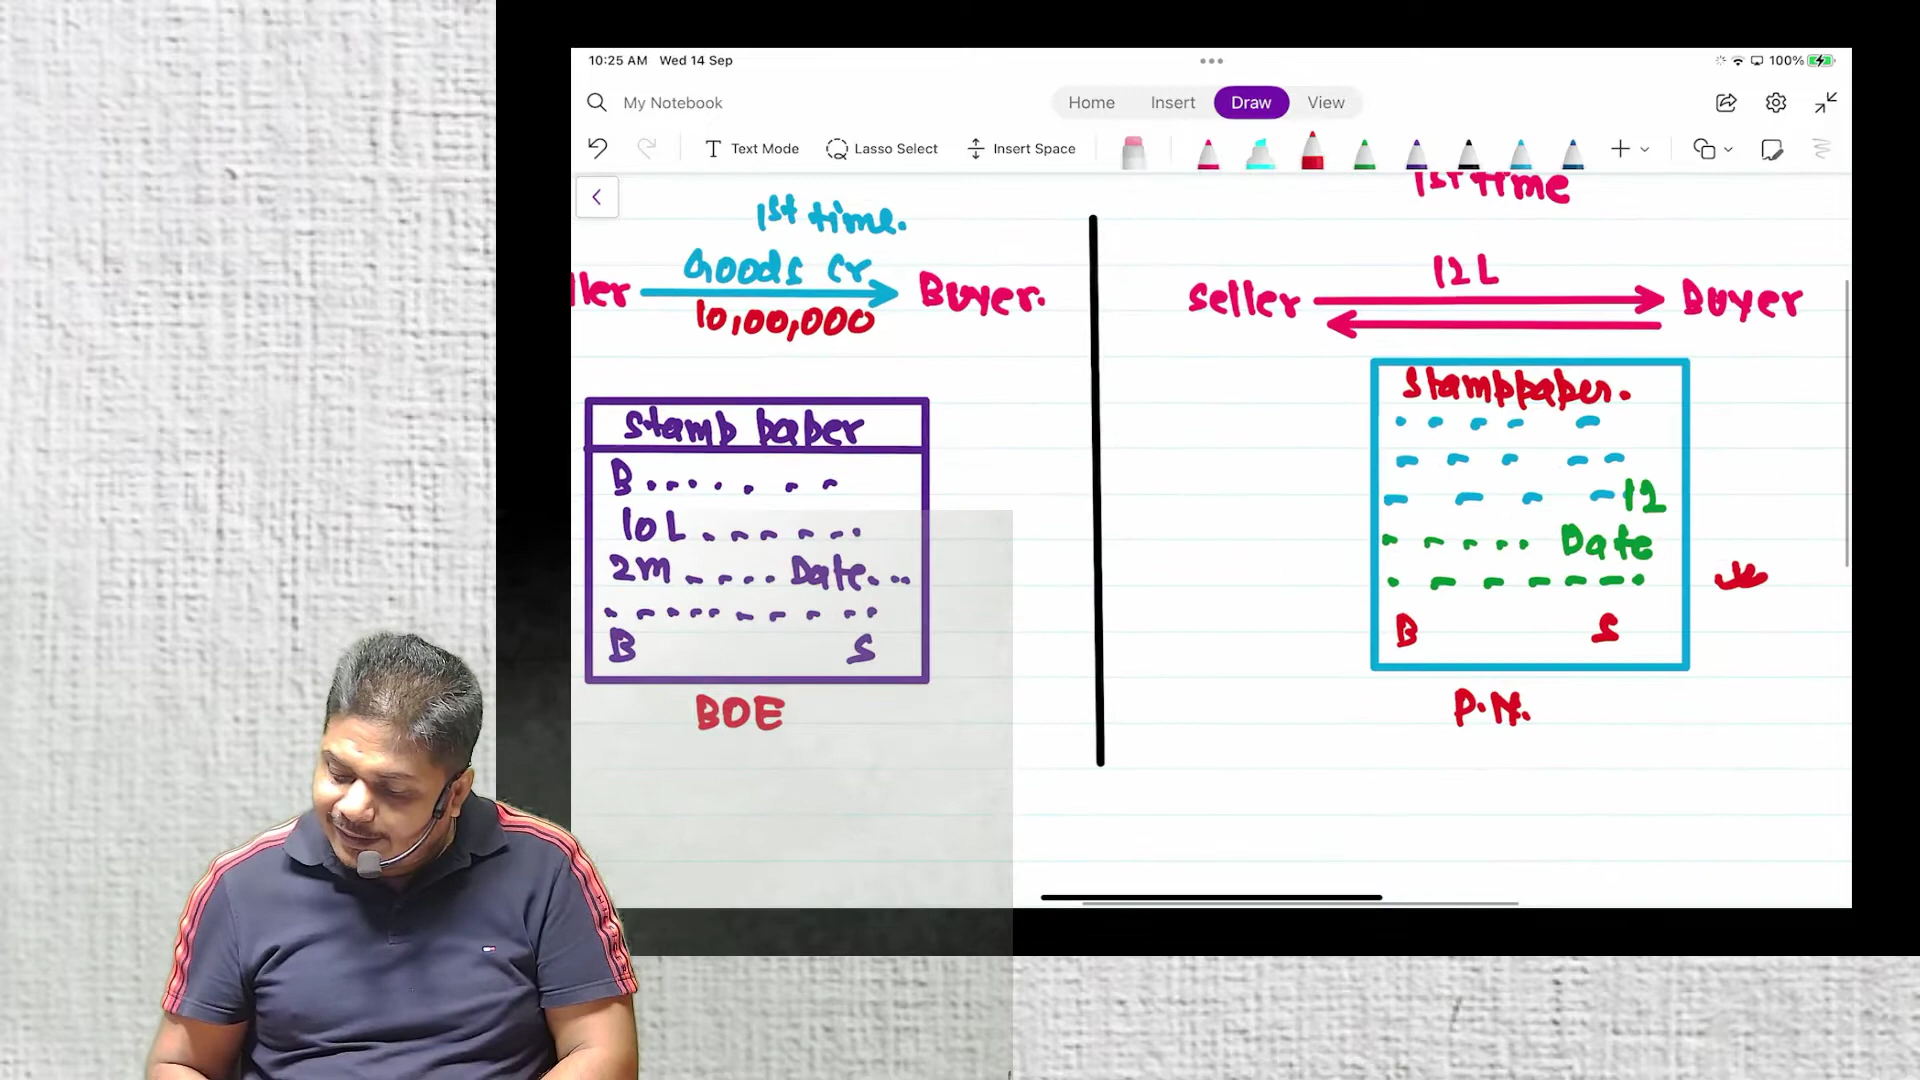 10:25 AM Wed 14 Sep
100%
My Notebook
Home Insert Draw View
Text Mode Lasso Select Insert Space
1st time.
Goods cr
ller Buyer.
10,00,000
stamp paper
B
10 L
2m Date
B S
BOE
1st time
12 L
Seller Buyer
Stamppaper.
12
Date
B S
P.N.